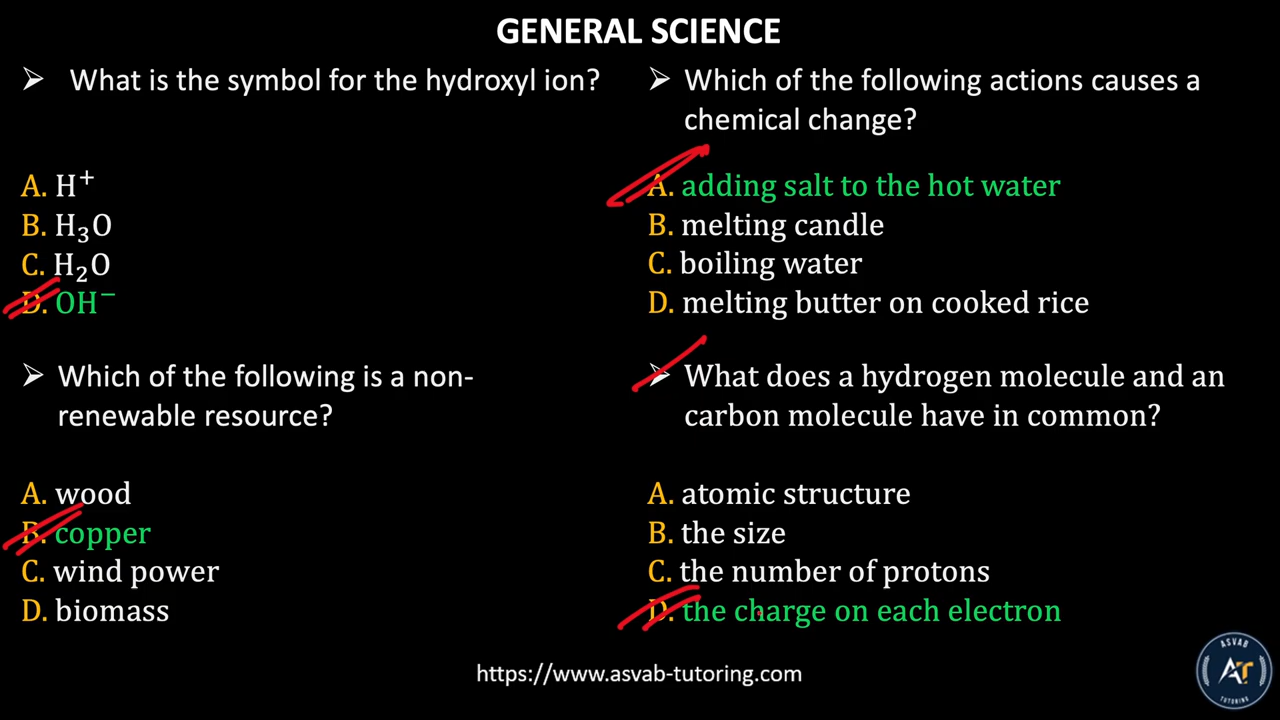 GENERAL SCIENCE
➢ What is the symbol for the hydroxyl ion?
A. H⁺
B. H₃O
C. H₂O
D. OH⁻
➢ Which of the following is a non-
renewable resource?
A. wood
B. copper
C. wind power
D. biomass
➢ Which of the following actions causes a
chemical change?
A. adding salt to the hot water
B. melting candle
C. boiling water
D. melting butter on cooked rice
➢ What does a hydrogen molecule and an
carbon molecule have in common?
A. atomic structure
B. the size
C. the number of protons
D. the charge on each electron
https://www.asvab-tutoring.com
ASVAB
AT
TUTORING